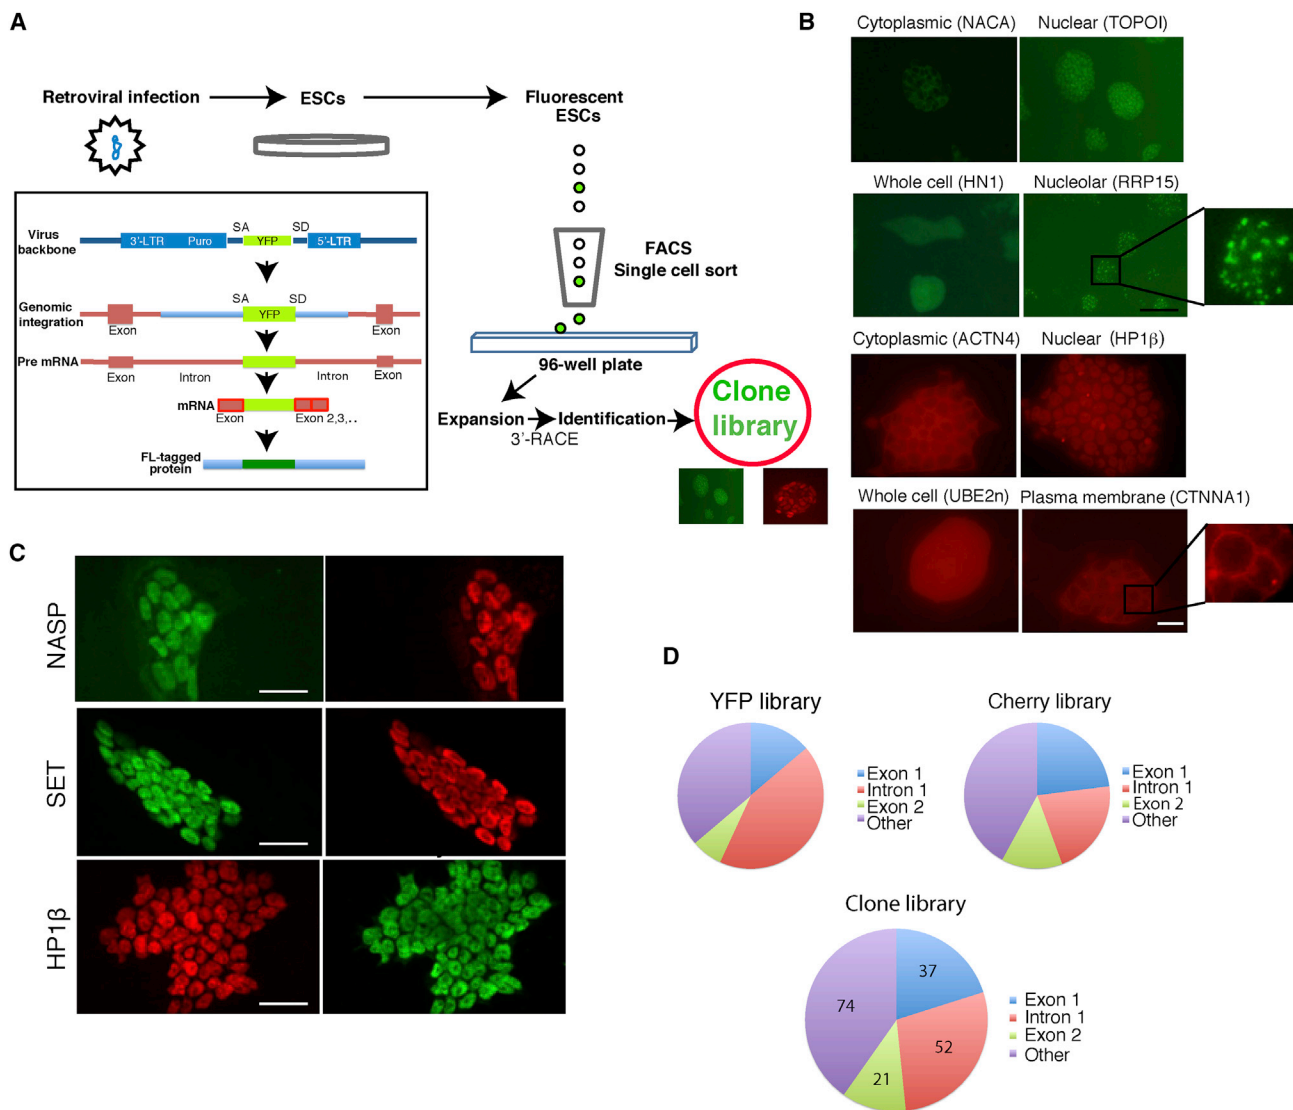 A
Retroviral infection
ESCs
Fluorescent
ESCs
SA
SD
Virus
backbone
3'-LTR
Puro
YFP
5'-LTR
SA
SD
Genomic
integration
YFP
Exon
Exon
Pre mRNA
Exon
Intron
Intron
Exon
mRNA
Exon
Exon 2,3,..
FL-tagged
protein
FACS
Single cell sort
96-well plate
Expansion
Identification
3'-RACE
Clone
library
B
Cytoplasmic (NACA)
Nuclear (TOPOI)
Whole cell (HN1)
Nucleolar (RRP15)
Cytoplasmic (ACTN4)
Nuclear (HP1β)
Whole cell (UBE2n)
Plasma membrane (CTNNA1)
C
NASP
SET
HP1β
D
YFP library
Exon 1
Intron 1
Exon 2
Other
Cherry library
Exon 1
Intron 1
Exon 2
Other
Clone library
37
52
21
74
Exon 1
Intron 1
Exon 2
Other